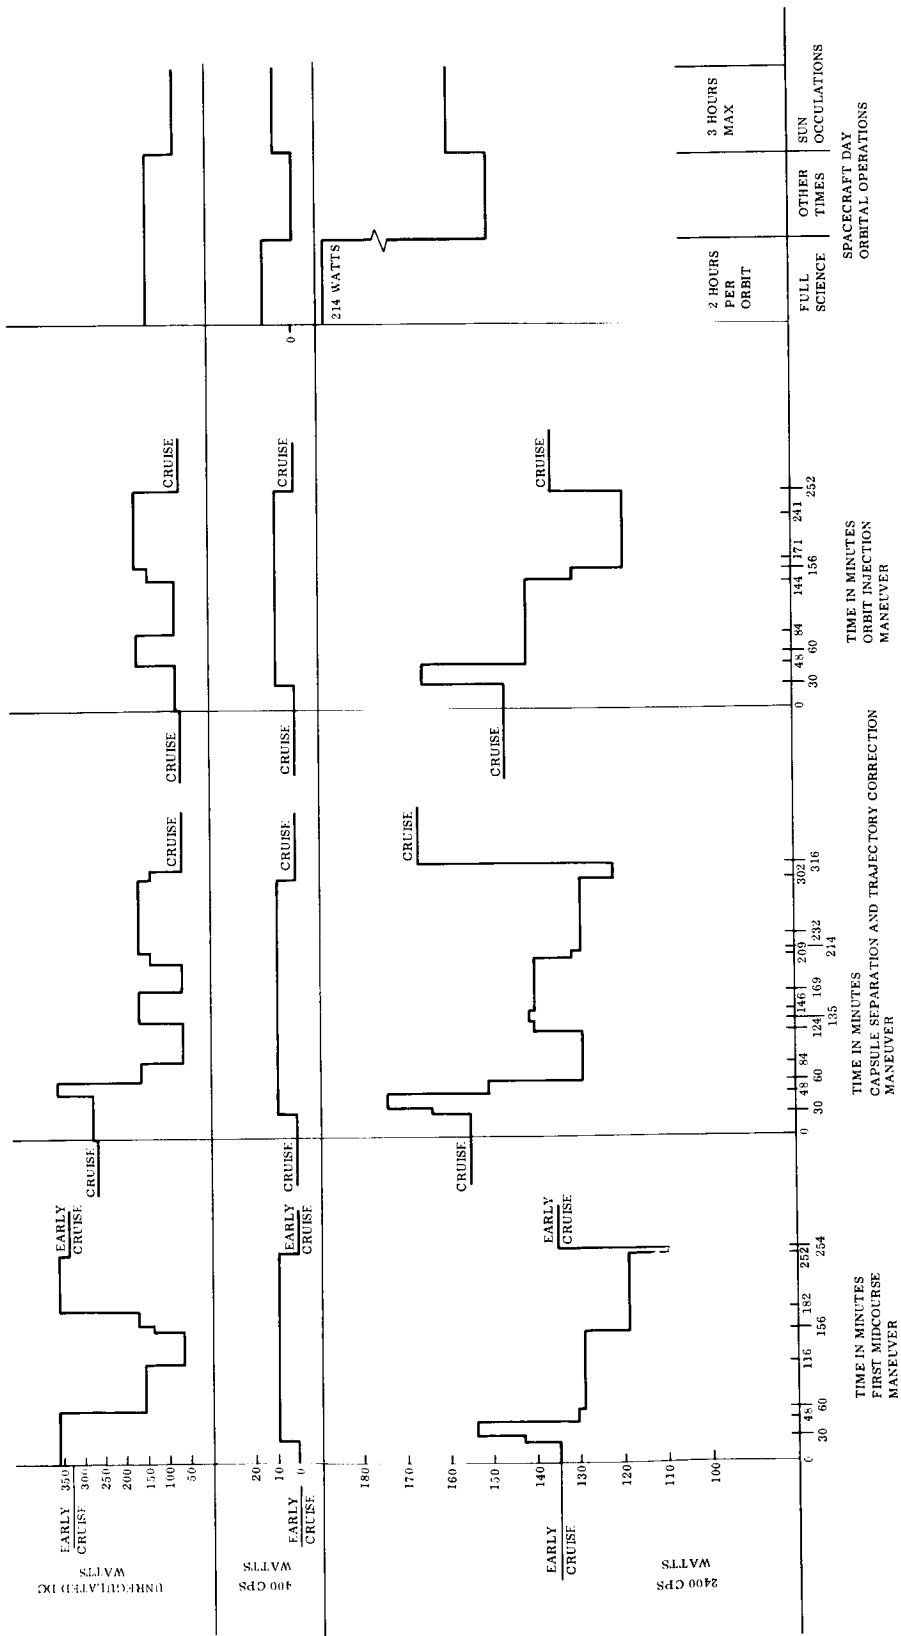 UNREGULATED DC
WATTS
350
300
250
200
150
100
50
400 CPS
WATTS
20
10
0
2400 CPS
WATTS
180
170
160
150
140
130
120
110
100
EARLY
CRUISE
EARLY
CRUISE
EARLY
CRUISE
EARLY
CRUISE
EARLY
CRUISE
EARLY
CRUISE
0 30 48 60 116 156 182 252 254
TIME IN MINUTES
FIRST MIDCOURSE
MANEUVER
CRUISE
CRUISE
CRUISE
CRUISE
CRUISE
CRUISE
0 30 48 60 84 124 135 146 169 209 214 232 302 316
TIME IN MINUTES
CAPSULE SEPARATION AND TRAJECTORY CORRECTION
MANEUVER
CRUISE
CRUISE
CRUISE
CRUISE
CRUISE
CRUISE
0 30 48 60 84 144 156 171 241 252
TIME IN MINUTES
ORBIT INJECTION
MANEUVER
0
214 WATTS
2 HOURS
PER
ORBIT
3 HOURS
MAX
FULL
SCIENCE
OTHER
TIMES
SUN
OCCULATIONS
SPACECRAFT DAY
ORBITAL OPERATIONS